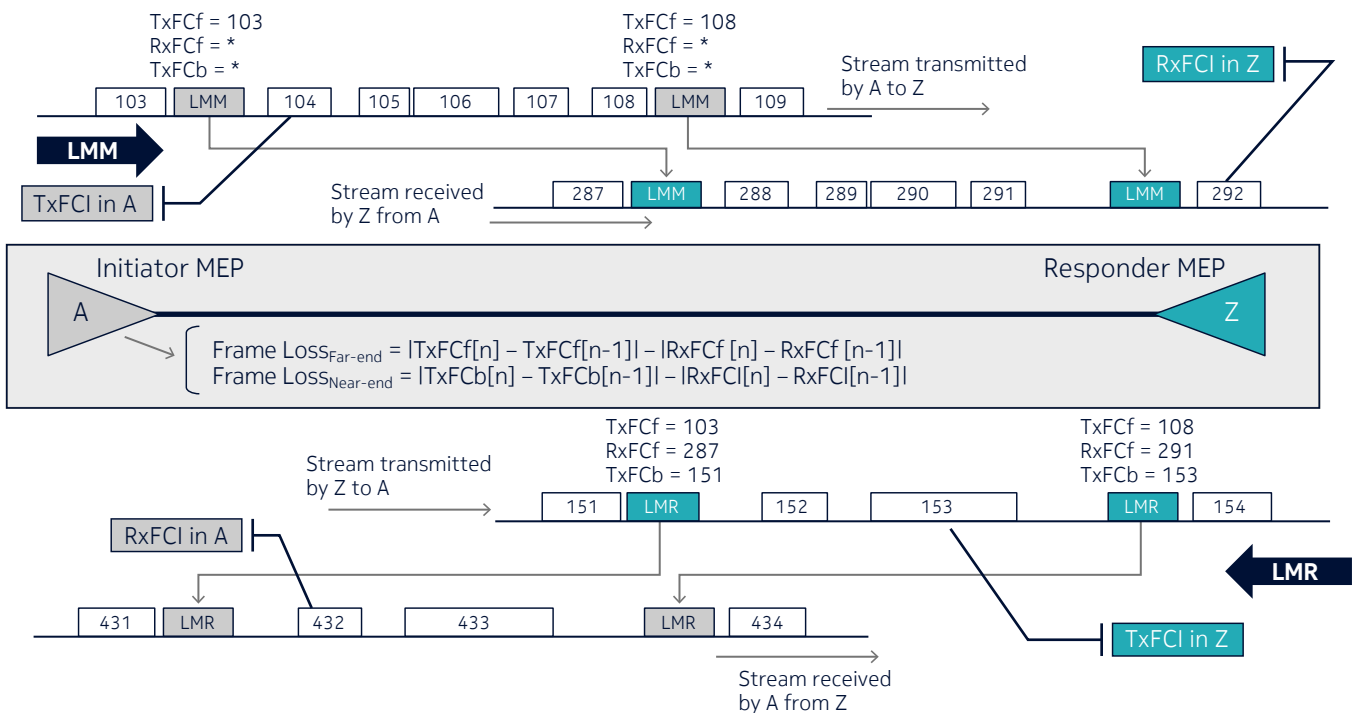 TxFCf = 103
RxFCf = *
TxFCb = *
TxFCf = 108
RxFCf = *
TxFCb = *
Stream transmitted
by A to Z
RxFCl in Z
103 LMM 104 105 106 107 108 LMM 109
LMM
TxFCl in A
Stream received
by Z from A
287 LMM 288 289 290 291 LMM 292
Initiator MEP
Responder MEP
A
Z
Frame Loss Far-end = |TxFCf[n] – TxFCf[n-1]| – |RxFCf [n] – RxFCf [n-1]|
Frame Loss Near-end = |TxFCb[n] – TxFCb[n-1]| – |RxFCl[n] – RxFCl[n-1]|
TxFCf = 103
RxFCf = 287
TxFCb = 151
TxFCf = 108
RxFCf = 291
TxFCb = 153
Stream transmitted
by Z to A
151 LMR 152 153 LMR 154
RxFCl in A
LMR
431 LMR 432 433 LMR 434
TxFCl in Z
Stream received
by A from Z